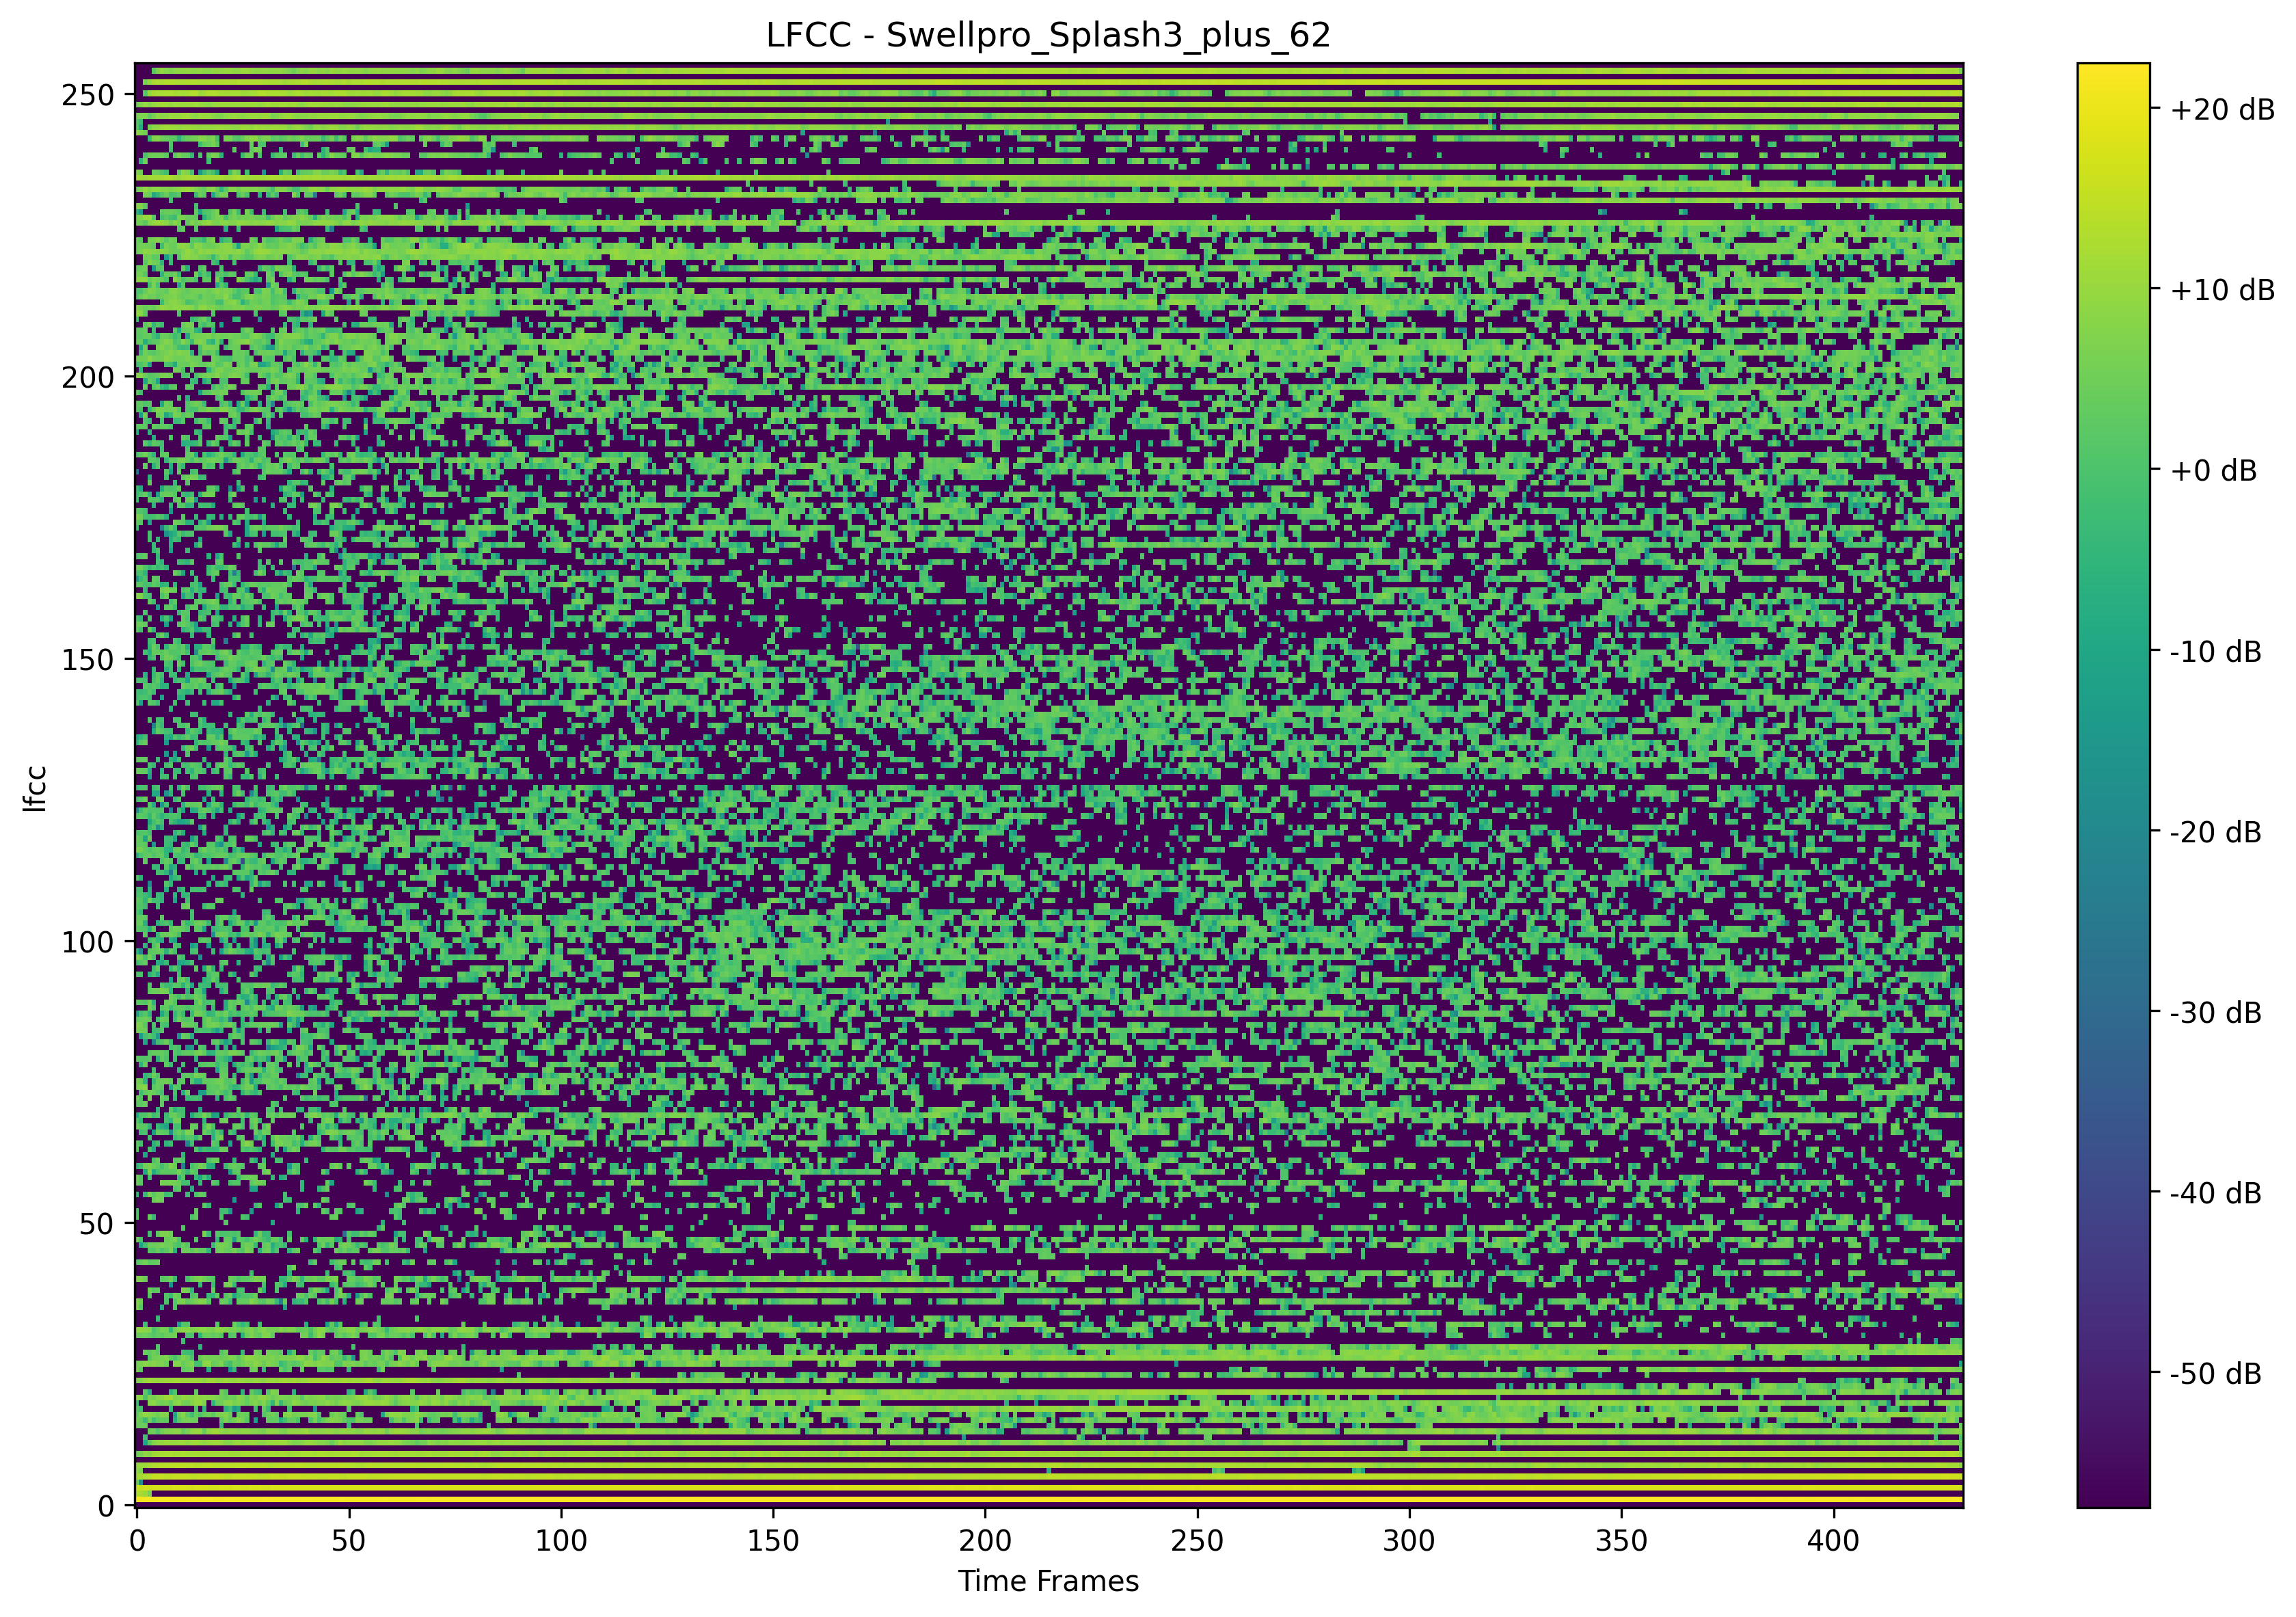 LFCC - Swellpro_Splash3_plus_62
250
200
150
100
50
0
lfcc
0 50 100 150 200 250 300 350 400
Time Frames
+20 dB
+10 dB
+0 dB
-10 dB
-20 dB
-30 dB
-40 dB
-50 dB